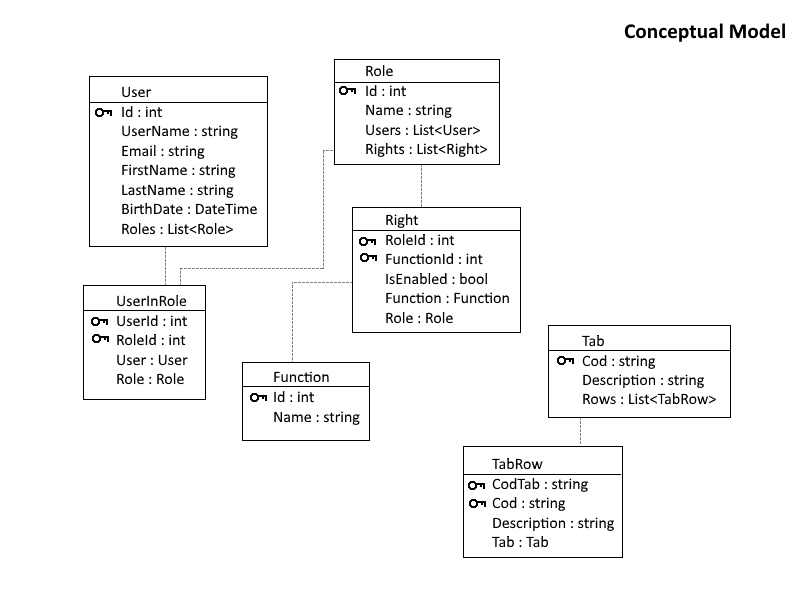 Conceptual Model
User
Id : int
UserName : string
Email : string
FirstName : string
LastName : string
BirthDate : DateTime
Roles : List<Role>
Role
Id : int
Name : string
Users : List<User>
Rights : List<Right>
Right
RoleId : int
FunctionId : int
IsEnabled : bool
Function : Function
Role : Role
UserInRole
UserId : int
RoleId : int
User : User
Role : Role
Function
Id : int
Name : string
Tab
Cod : string
Description : string
Rows : List<TabRow>
TabRow
CodTab : string
Cod : string
Description : string
Tab : Tab